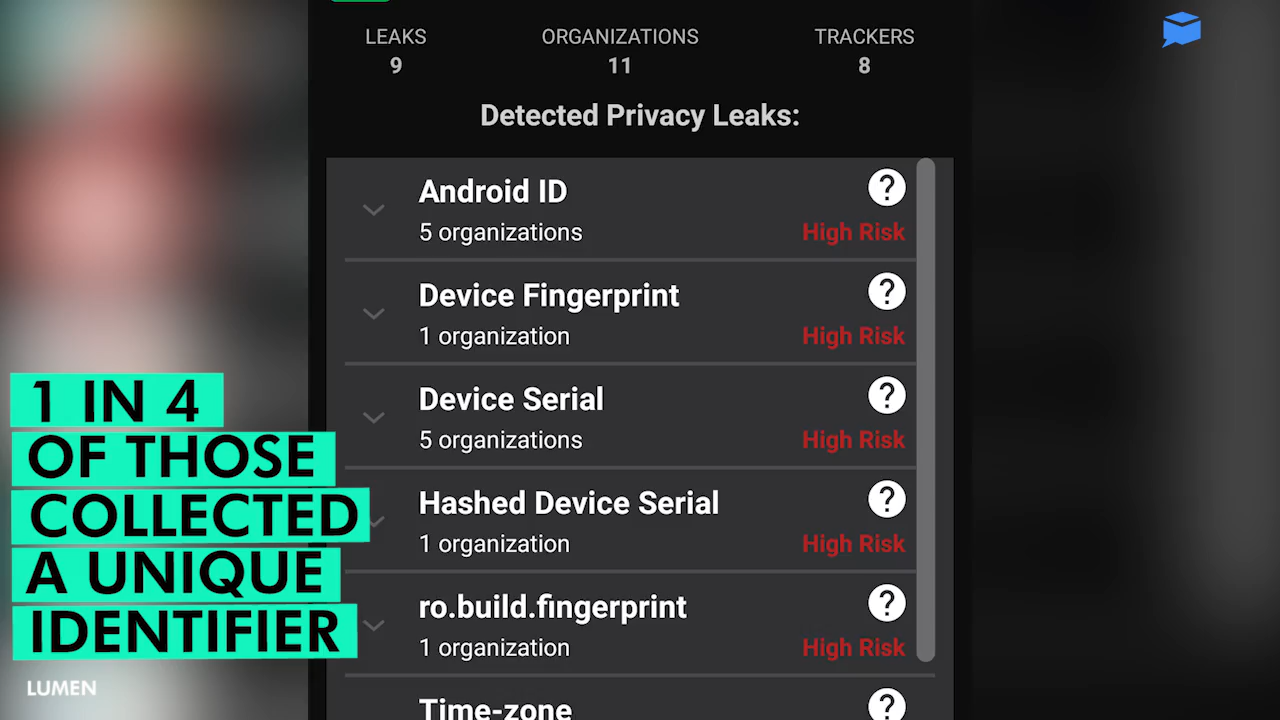 LEAKS ORGANIZATIONS TRACKERS
9 11 8
Detected Privacy Leaks:
Android ID
5 organizations High Risk
Device Fingerprint
1 organization High Risk
Device Serial
5 organizations High Risk
Hashed Device Serial
1 organization High Risk
ro.build.fingerprint
1 organization High Risk
Time-zone
1 IN 4
OF THOSE
COLLECTED
A UNIQUE
IDENTIFIER
LUMEN